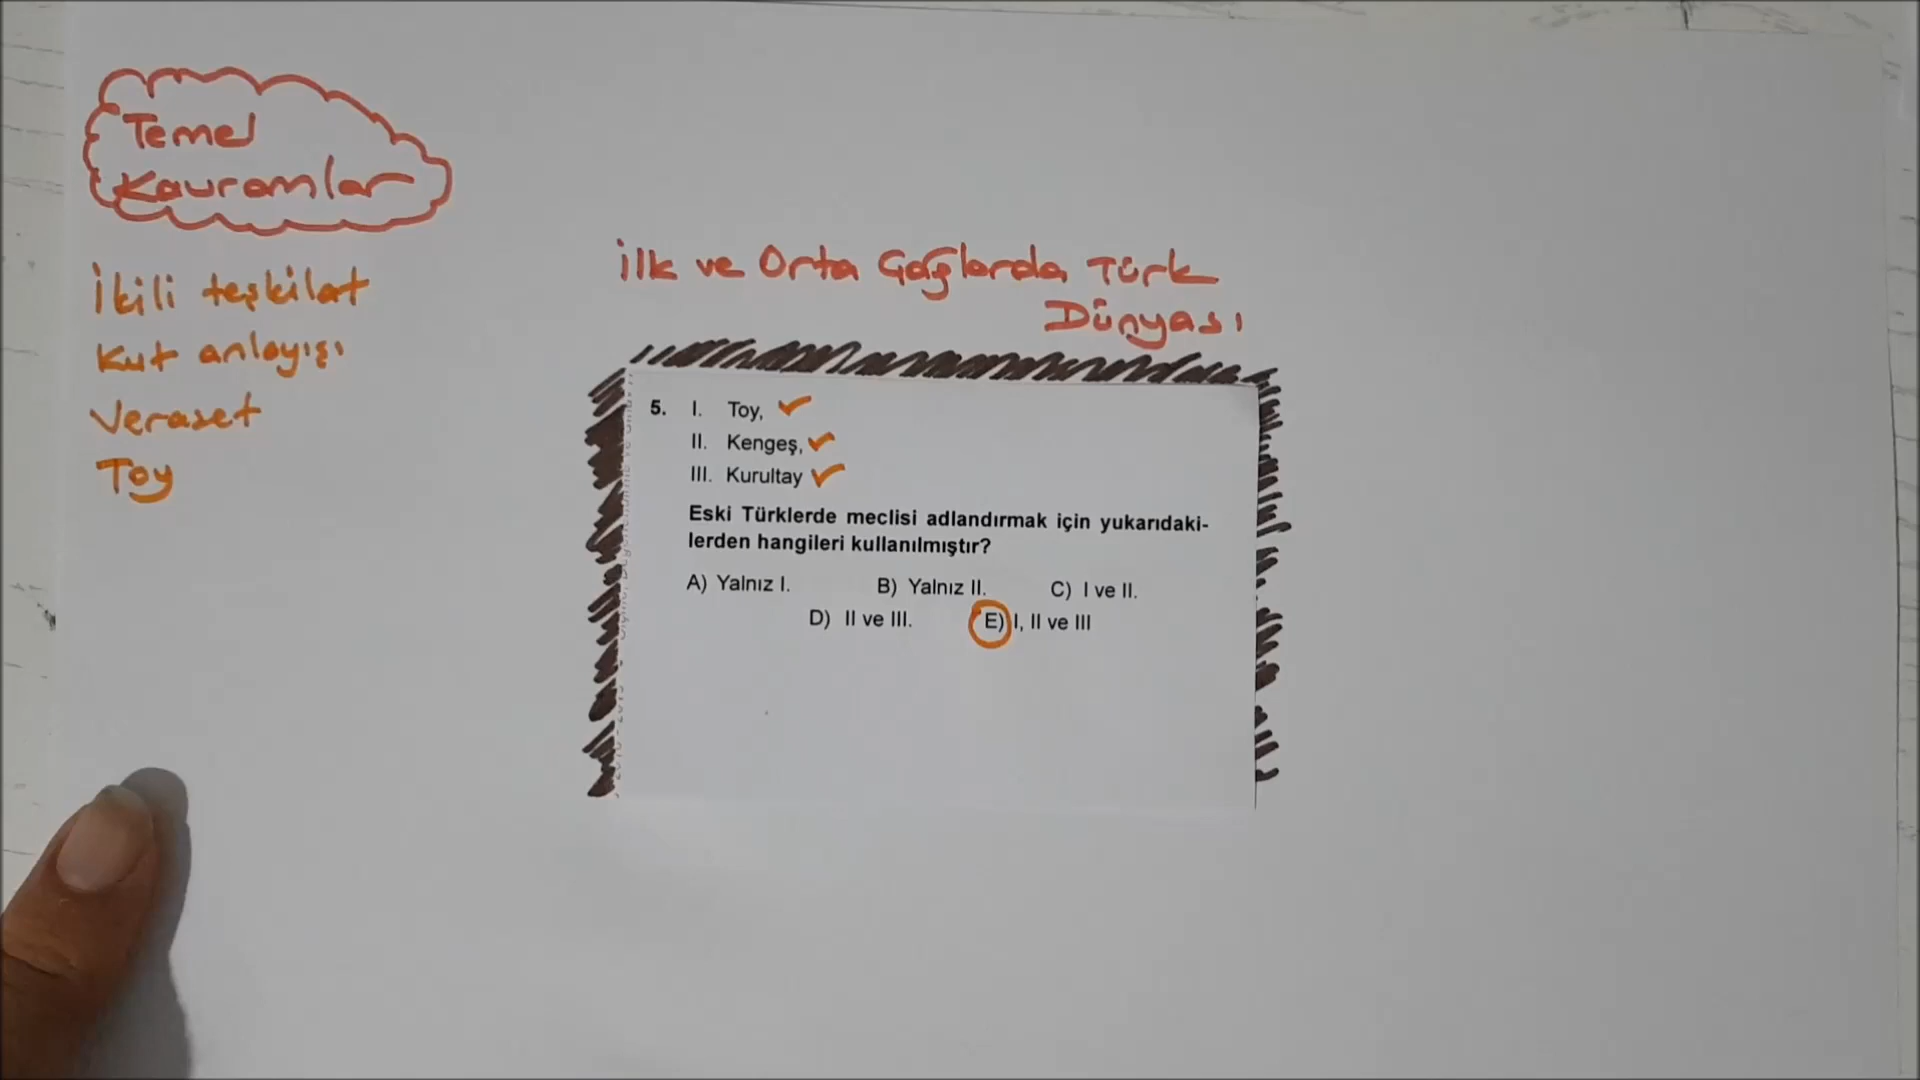 Temel
Kavramlar
İkili teşkilat
Kut anlayışı
Veraset
Toy
İlk ve Orta Çağlarda Türk
Dünyası
5. I. Toy,
II. Kengeş,
III. Kurultay
Eski Türklerde meclisi adlandırmak için yukarıdaki-
lerden hangileri kullanılmıştır?
A) Yalnız I. B) Yalnız II. C) I ve II.
D) II ve III. E) I, II ve III